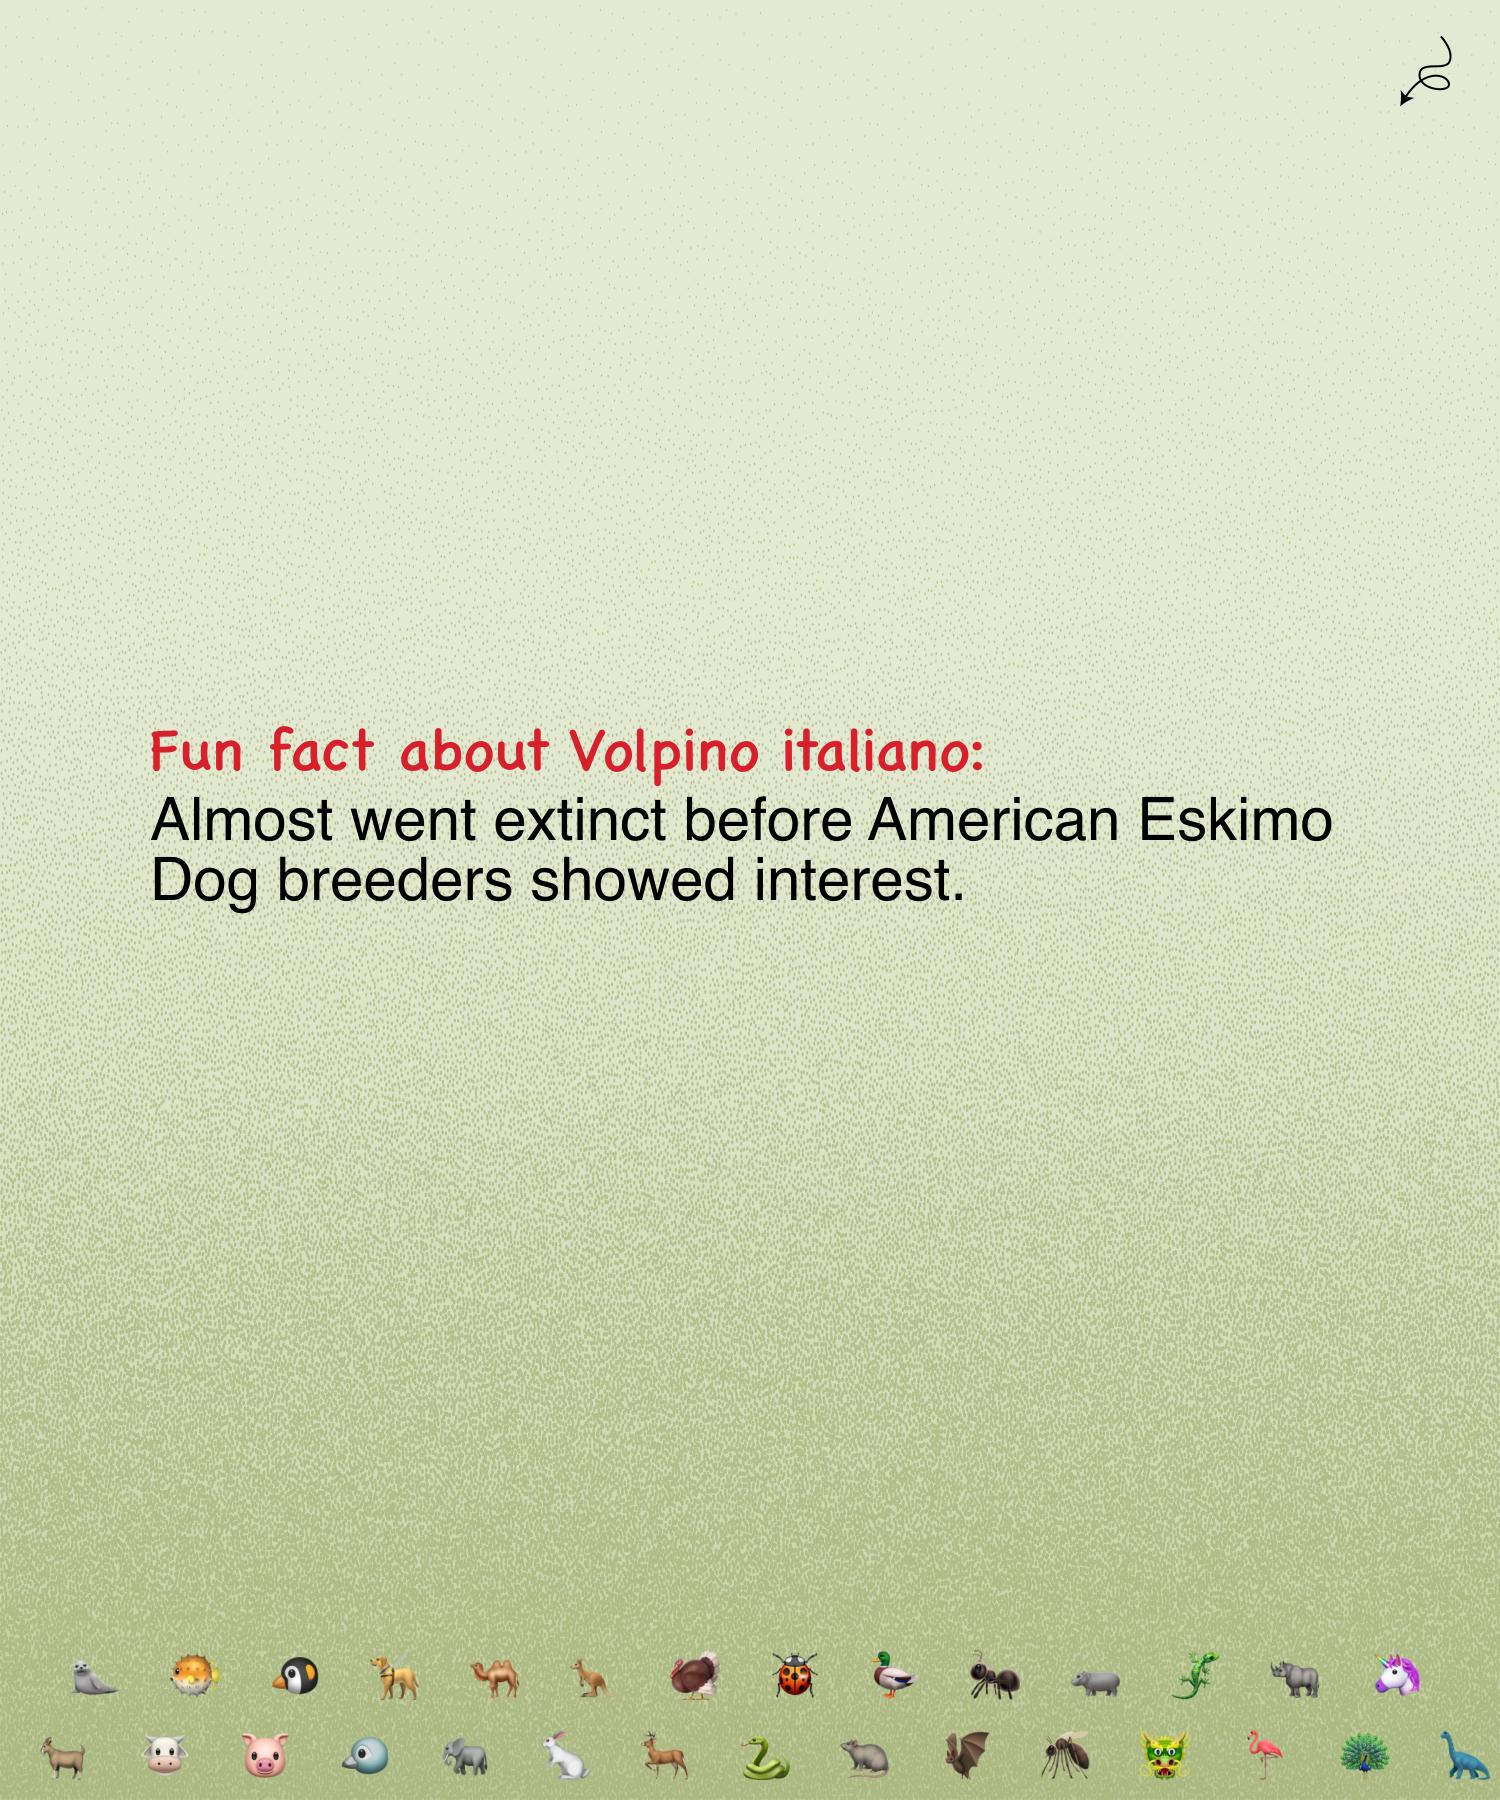 Fun fact about Volpino italiano:
Almost went extinct before American Eskimo
Dog breeders showed interest.